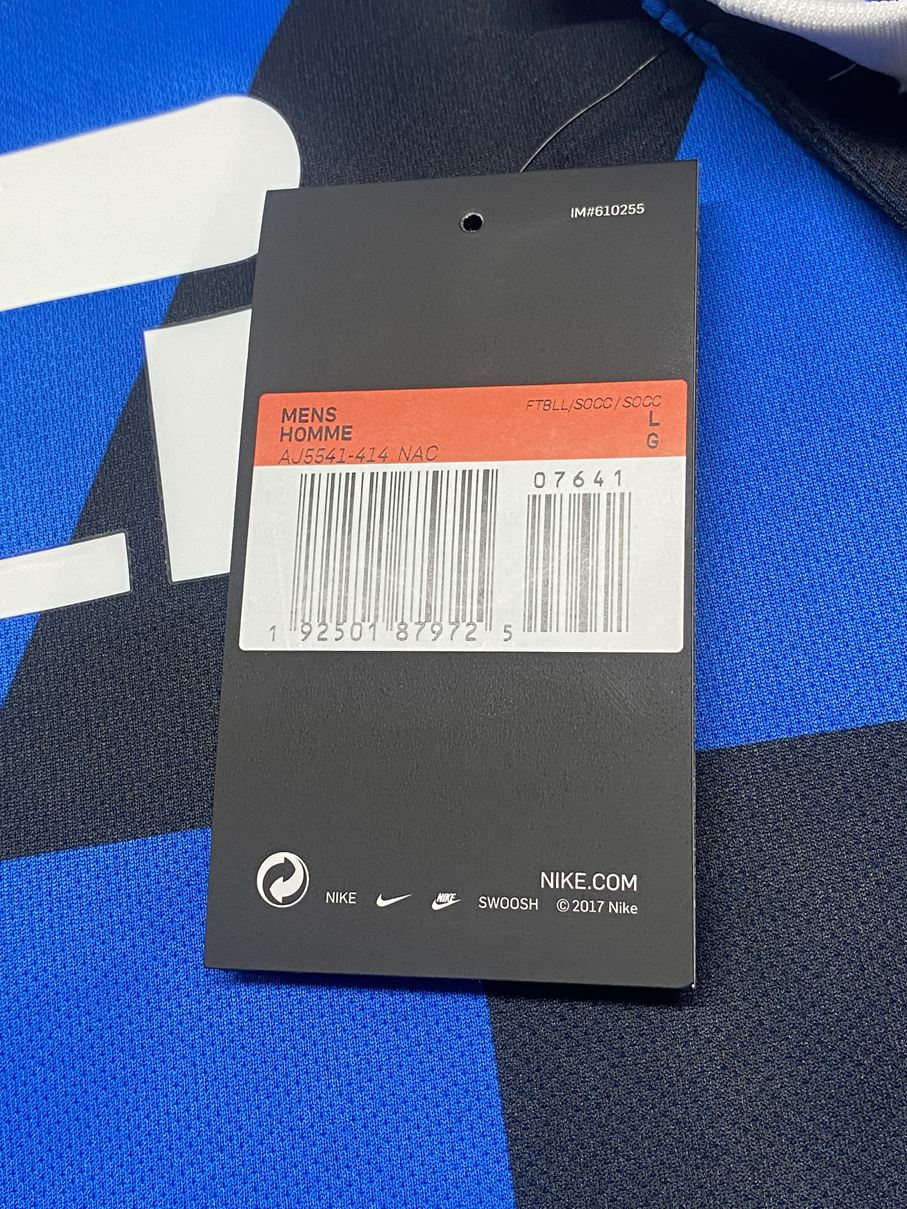 IM#610255
MENS
HOMME
AJ5541-414 NAC
FTBLL/SOCC/SOCC
L
G
07641
1 92501 87972 5
NIKE.COM
NIKE NIKE SWOOSH © 2017 Nike